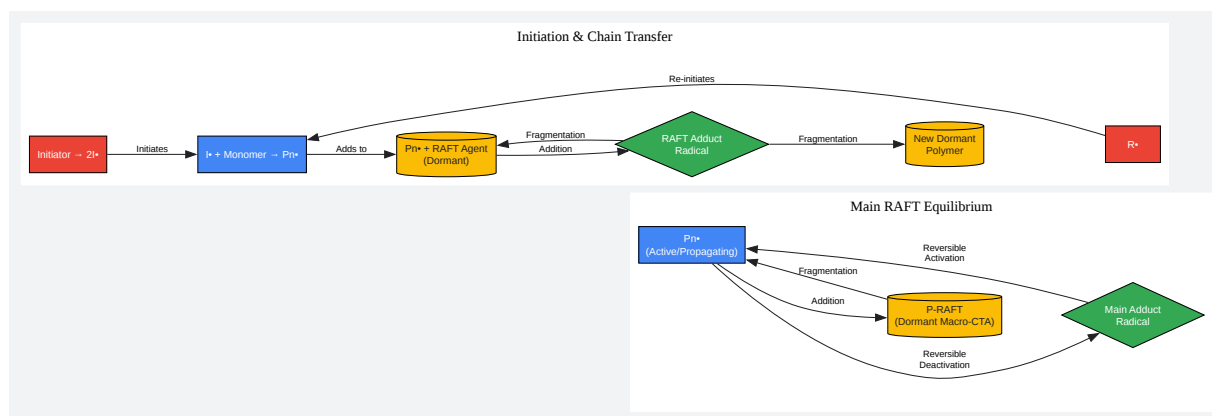 Initiation & Chain Transfer
Re-initiates
Initiator → 2I•
Initiates
I• + Monomer → Pn•
Adds to
Pn• + RAFT Agent
(Dormant)
Fragmentation
Addition
RAFT Adduct
Radical
Fragmentation
New Dormant
Polymer
R•
Main RAFT Equilibrium
Pn•
(Active/Propagating)
Reversible
Activation
Fragmentation
Addition
P-RAFT
(Dormant Macro-CTA)
Main Adduct
Radical
Reversible
Deactivation